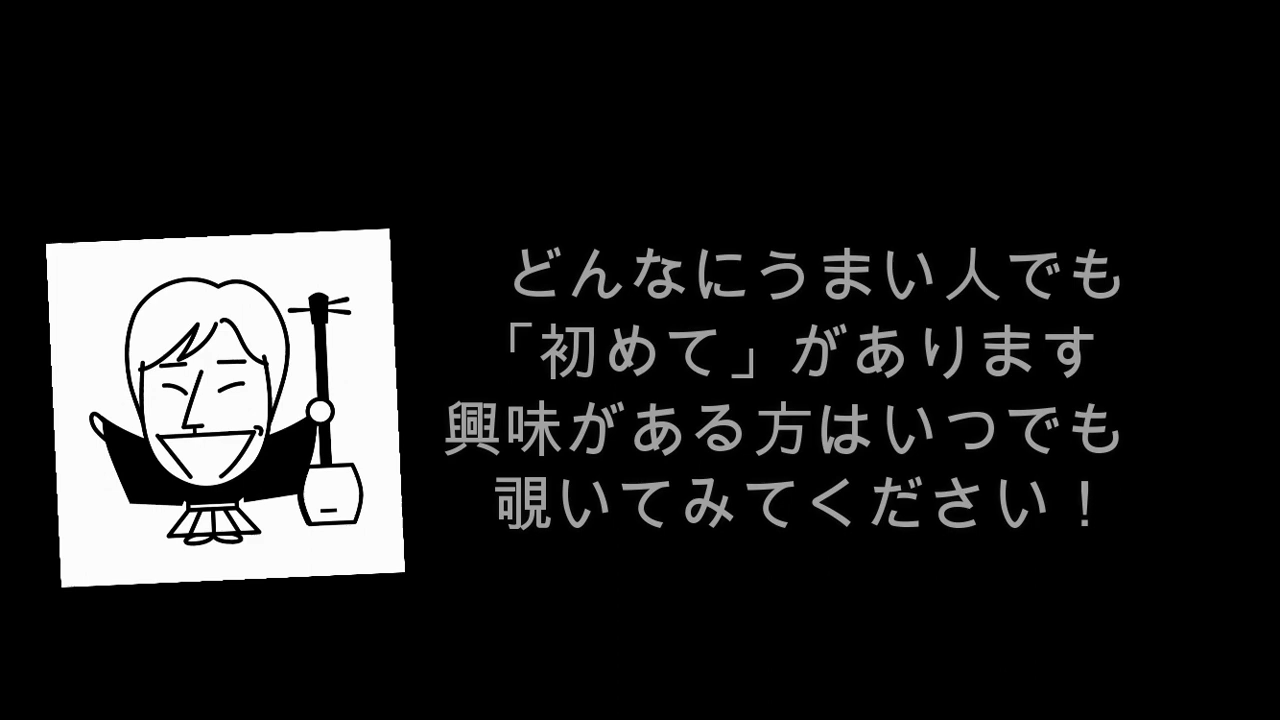 どんなにうまい人でも
「初めて」があります
興味がある方はいつでも
覗いてみてください！